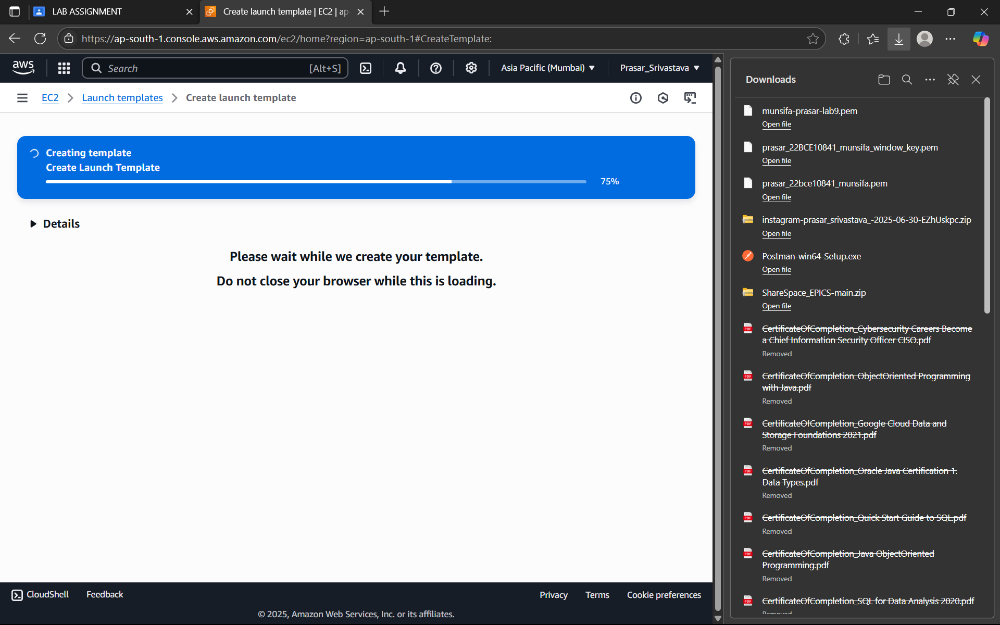 LAB ASSIGNMENT
Create launch template | EC2 | ap-
https://ap-south-1.console.aws.amazon.com/ec2/home?region=ap-south-1#CreateTemplate:
aws
Search
[Alt+S]
Asia Pacific (Mumbai)
Prasar_Srivastava
EC2
Launch templates
Create launch template
Creating template
Create Launch Template
75%
Details
Please wait while we create your template.
Do not close your browser while this is loading.
CloudShell
Feedback
Privacy
Terms
Cookie preferences
© 2025, Amazon Web Services, Inc. or its affiliates.
Downloads
munsifa-prasar-lab9.pem
Open file
prasar_22BCE10841_munsifa_window_key.pem
Open file
prasar_22bce10841_munsifa.pem
Open file
instagram-prasar_srivastava_-2025-06-30-EZhUskpc.zip
Open file
Postman-win64-Setup.exe
Open file
ShareSpace_EPICS-main.zip
Open file
PDF
CertificateOfCompletion_Cybersecurity Careers Become
a Chief Information Security Officer CISO.pdf
Removed
PDF
CertificateOfCompletion_ObjectOriented Programming
with Java.pdf
Removed
PDF
CertificateOfCompletion_Google Cloud Data and
Storage Foundations 2021.pdf
Removed
PDF
CertificateOfCompletion_Oracle Java Certification 1.
Data Types.pdf
Removed
PDF
CertificateOfCompletion_Quick Start Guide to SQL.pdf
Removed
PDF
CertificateOfCompletion_Java ObjectOriented
Programming.pdf
Removed
PDF
CertificateOfCompletion_SQL for Data Analysis 2020.pdf
Removed